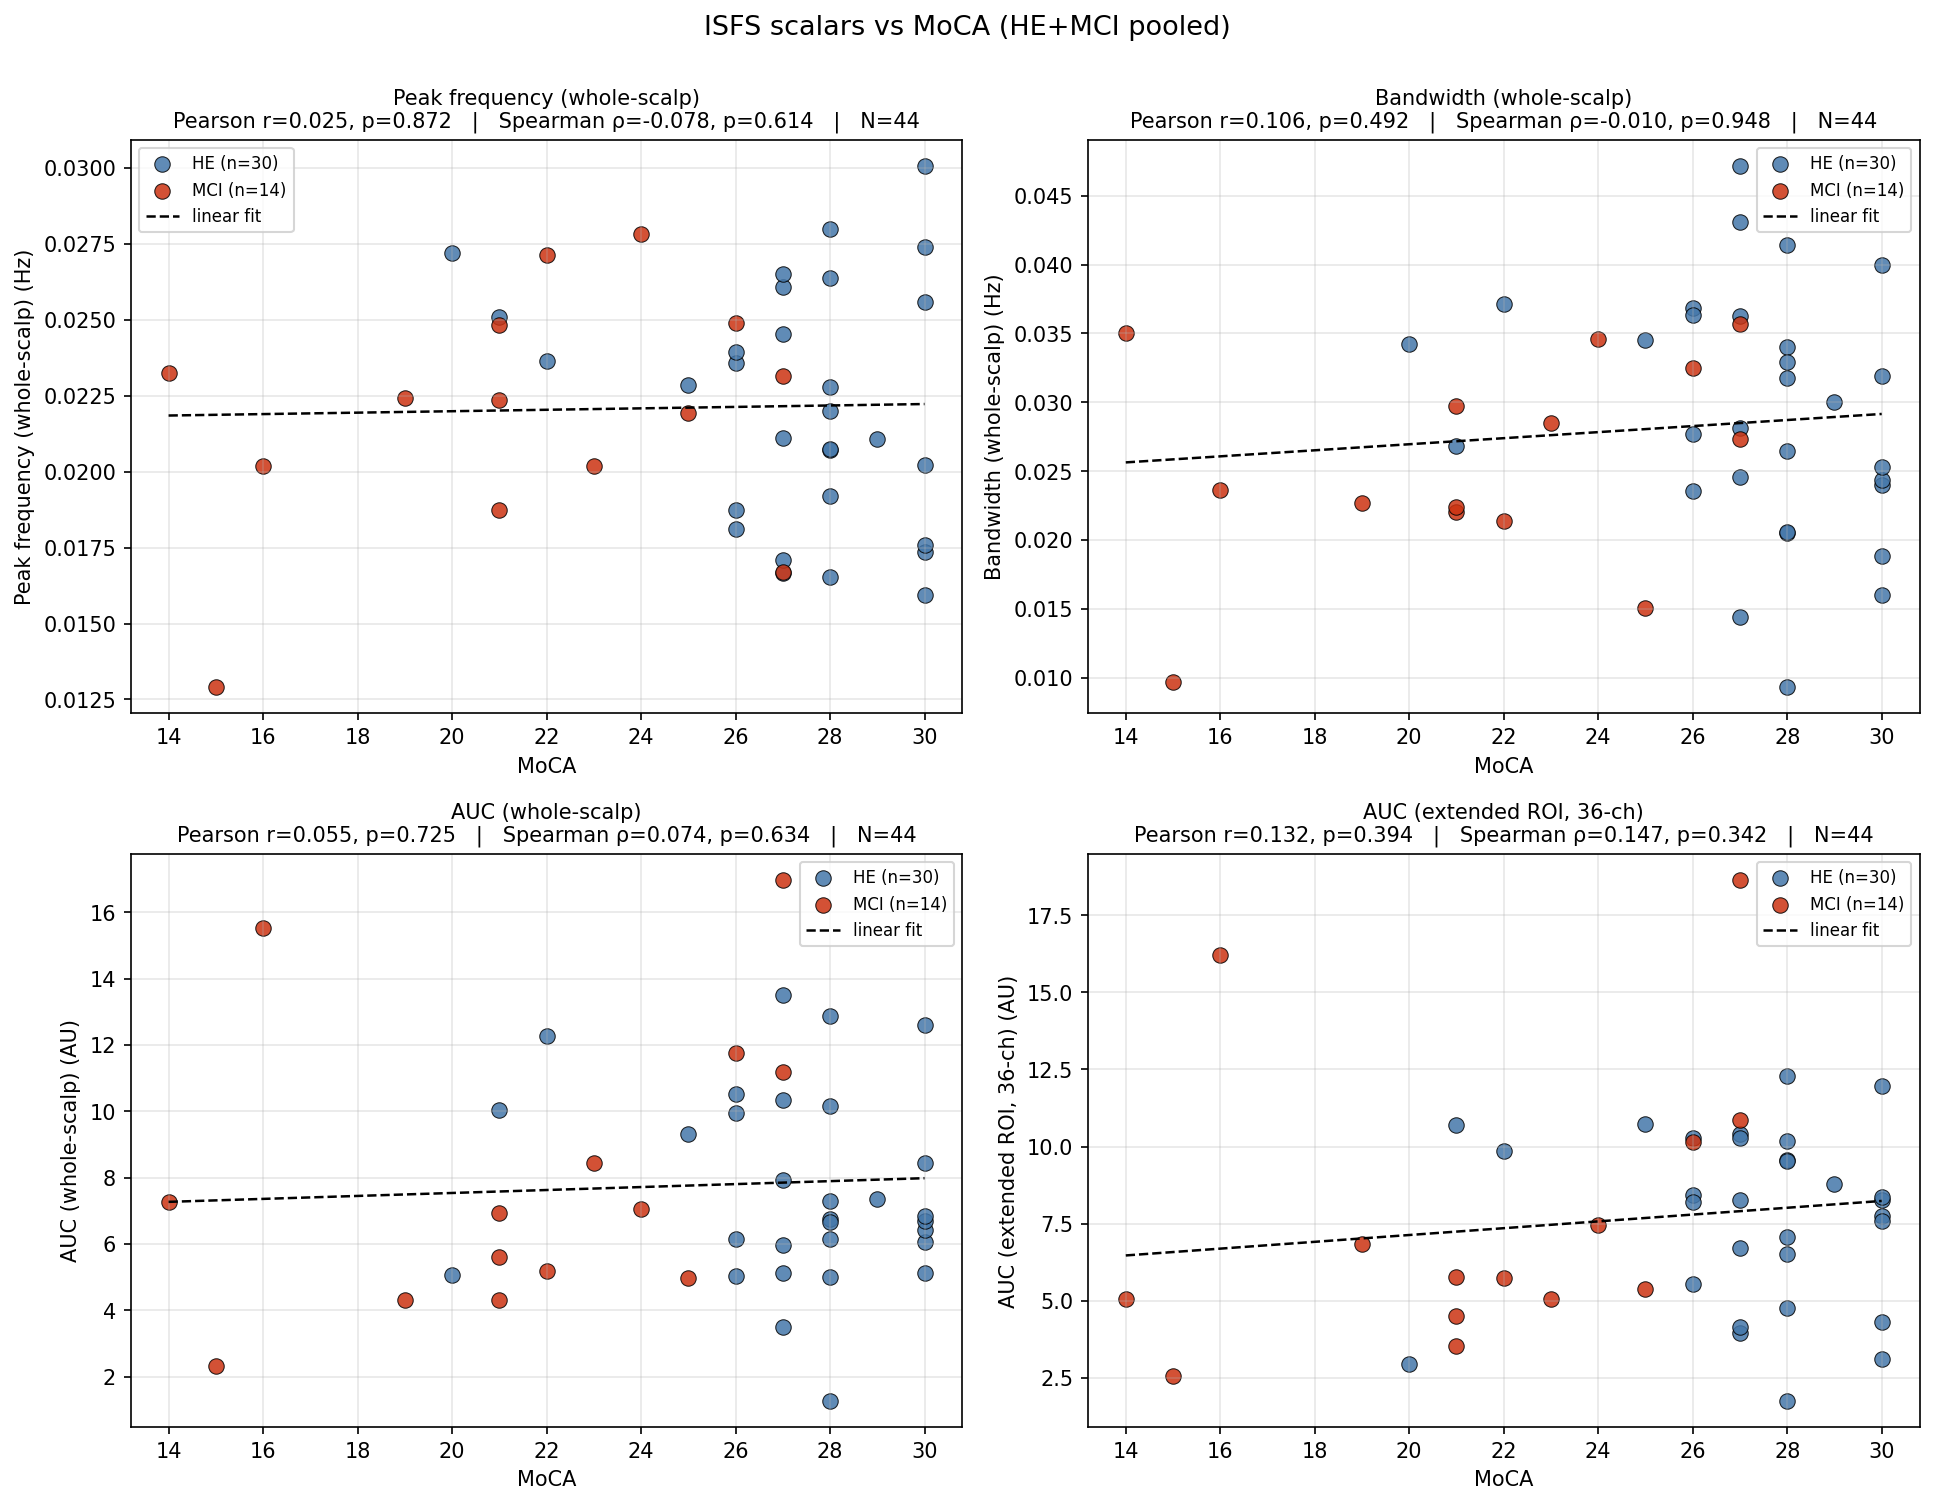 ISFS scalars vs MoCA (HE+MCI pooled)
Peak frequency (whole-scalp)
Pearson r=0.025, p=0.872   |   Spearman ρ=-0.078, p=0.614   |   N=44
HE (n=30)
MCI (n=14)
linear fit
Peak frequency (whole-scalp) (Hz)
0.0300
0.0275
0.0250
0.0225
0.0200
0.0175
0.0150
0.0125
14 16 18 20 22 24 26 28 30
MoCA
Bandwidth (whole-scalp)
Pearson r=0.106, p=0.492   |   Spearman ρ=-0.010, p=0.948   |   N=44
HE (n=30)
MCI (n=14)
linear fit
Bandwidth (whole-scalp) (Hz)
0.045
0.040
0.035
0.030
0.025
0.020
0.015
0.010
14 16 18 20 22 24 26 28 30
MoCA
AUC (whole-scalp)
Pearson r=0.055, p=0.725   |   Spearman ρ=0.074, p=0.634   |   N=44
HE (n=30)
MCI (n=14)
linear fit
AUC (whole-scalp) (AU)
16
14
12
10
8
6
4
2
14 16 18 20 22 24 26 28 30
MoCA
AUC (extended ROI, 36-ch)
Pearson r=0.132, p=0.394   |   Spearman ρ=0.147, p=0.342   |   N=44
HE (n=30)
MCI (n=14)
linear fit
AUC (extended ROI, 36-ch) (AU)
17.5
15.0
12.5
10.0
7.5
5.0
2.5
14 16 18 20 22 24 26 28 30
MoCA